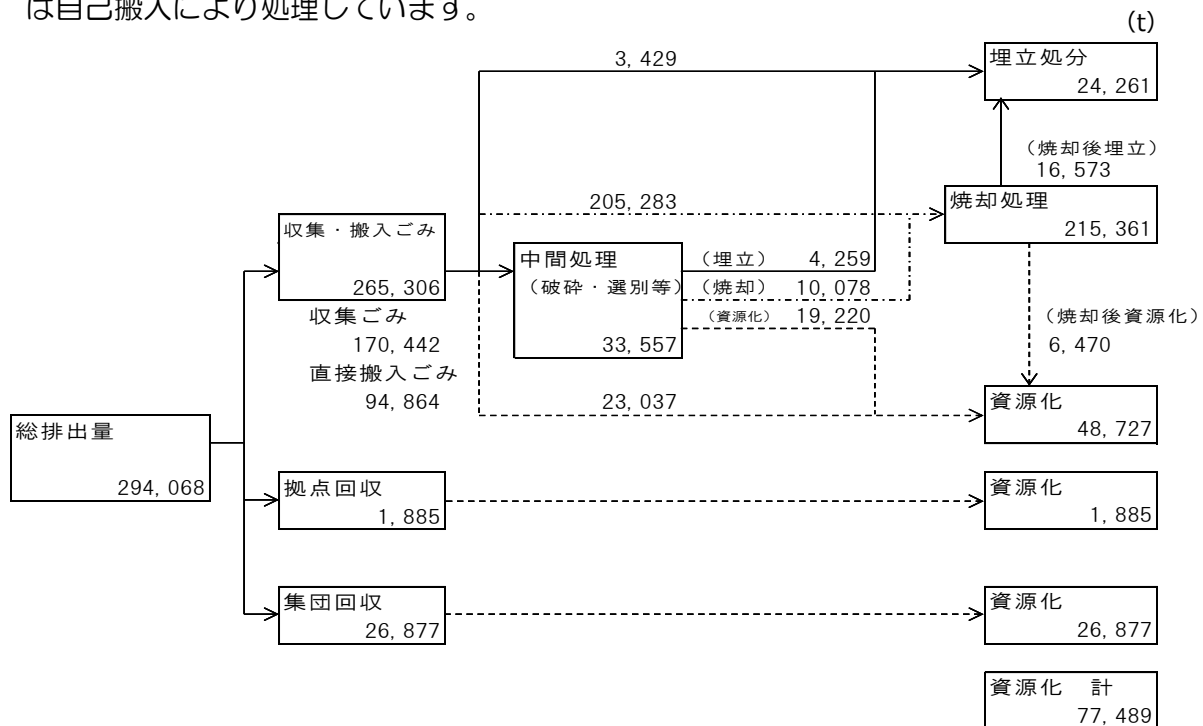 は自己搬入により処理しています。
(t)
3,429
埋立処分
24,261
(焼却後埋立)
16,573
205,283
焼却処理
215,361
収集・搬入ごみ
265,306
収集ごみ
170,442
直接搬入ごみ
94,864
中間処理
(破砕・選別等)
33,557
(埋立) 4,259
(焼却) 10,078
(資源化) 19,220
(焼却後資源化)
6,470
23,037
資源化
48,727
総排出量
294,068
拠点回収
1,885
資源化
1,885
集団回収
26,877
資源化
26,877
資源化 計
77,489